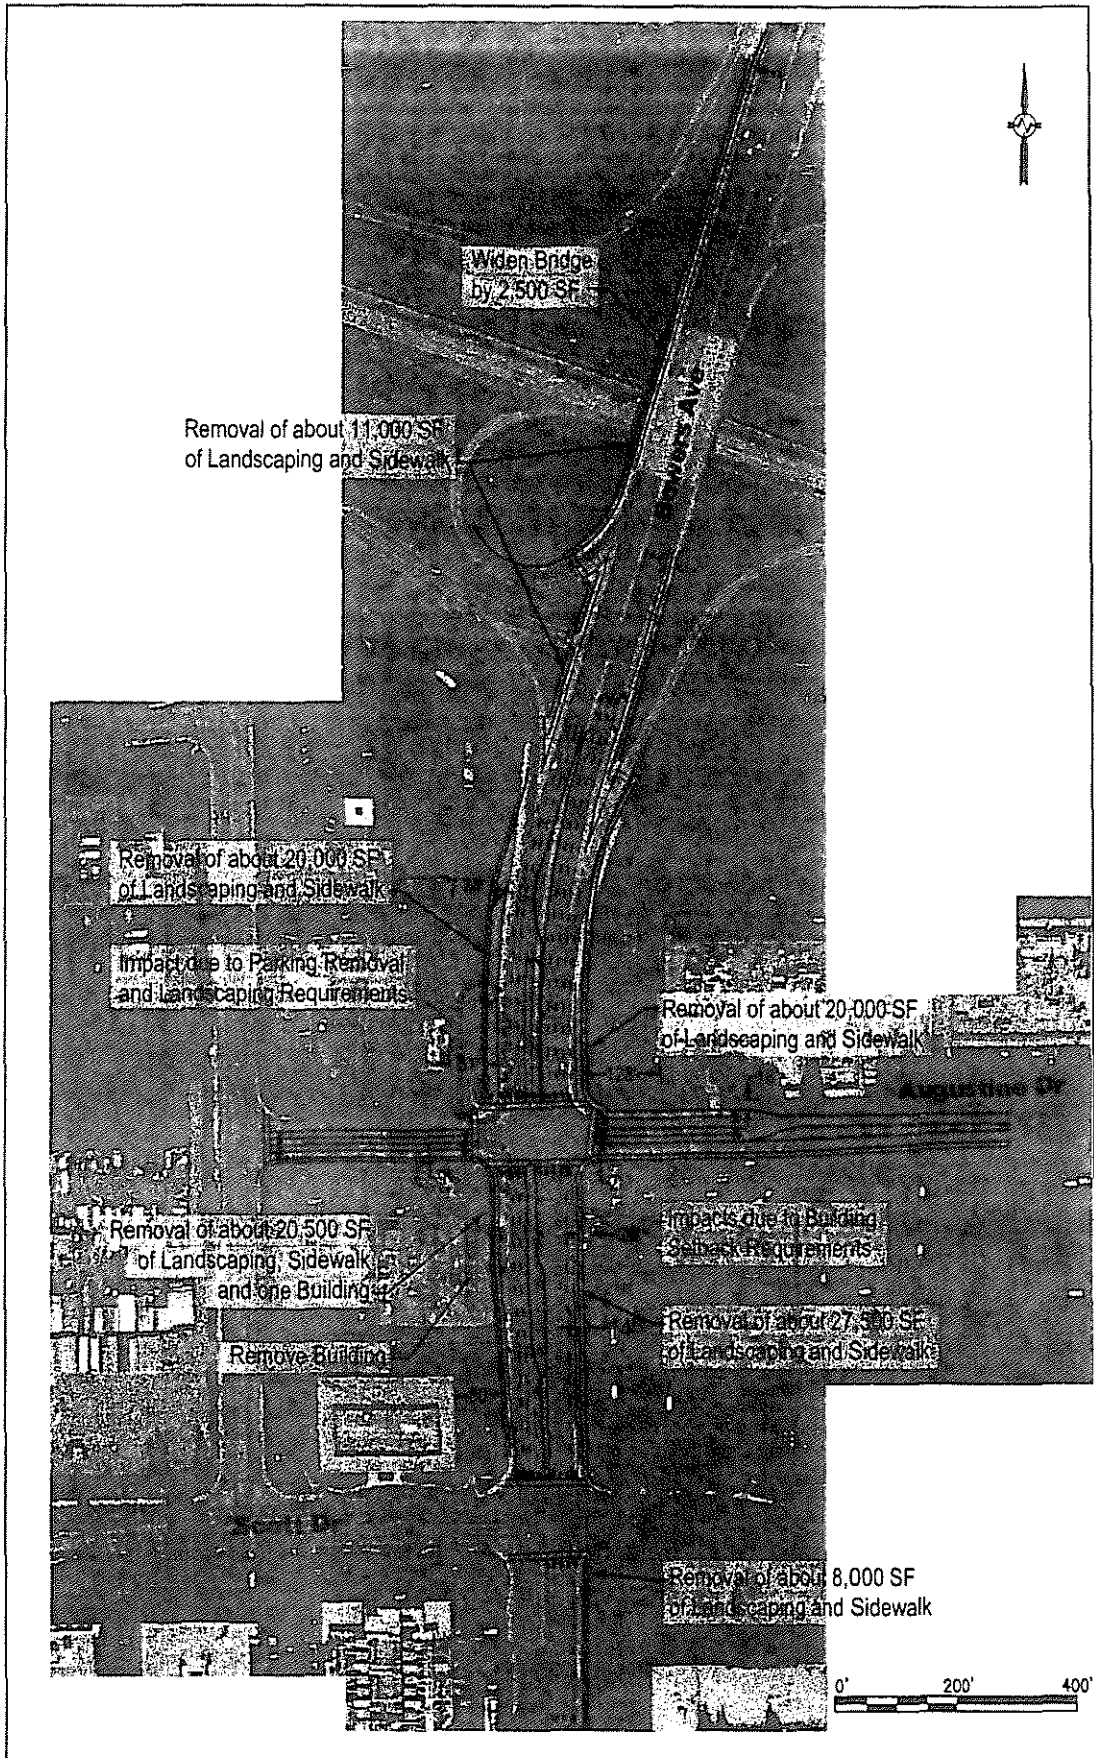 Widen Bridge
by 2,500 SF
Bowers Ave
Removal of about 11,000 SF
of Landscaping and Sidewalk
Removal of about 20,000 SF
of Landscaping and Sidewalk
Impact due to Parking Removal
and Landscaping Requirements
Removal of about 20,000 SF
of Landscaping and Sidewalk
Augustine Dr
Removal of about 20,500 SF
of Landscaping, Sidewalk
and one Building
Impacts due to Building
Setback Requirements
Remove Building
Removal of about 27,500 SF
of Landscaping and Sidewalk
Scott Dr
Removal of about 8,000 SF
of Landscaping and Sidewalk
0' 200' 400'